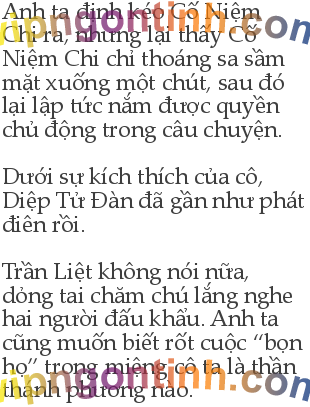 Anh ta định kéo Cố Niệm
Chi ra, nhưng lại thấy Cố
Niệm Chi chỉ thoáng sa sầm
mặt xuống một chút, sau đó
lại lập tức nắm được quyền
chủ động trong câu chuyện.
Dưới sự kích thích của cô,
Diệp Tử Đàn đã gần như phát
điên rồi.
Trần Liệt không nói nữa,
dỏng tai chăm chú lắng nghe
hai người đấu khẩu. Anh ta
cũng muốn biết rốt cuộc “bọn
họ” trong miệng cô ta là thần
thánh phương nào.
vipngontinh.com
vipngontinh.com